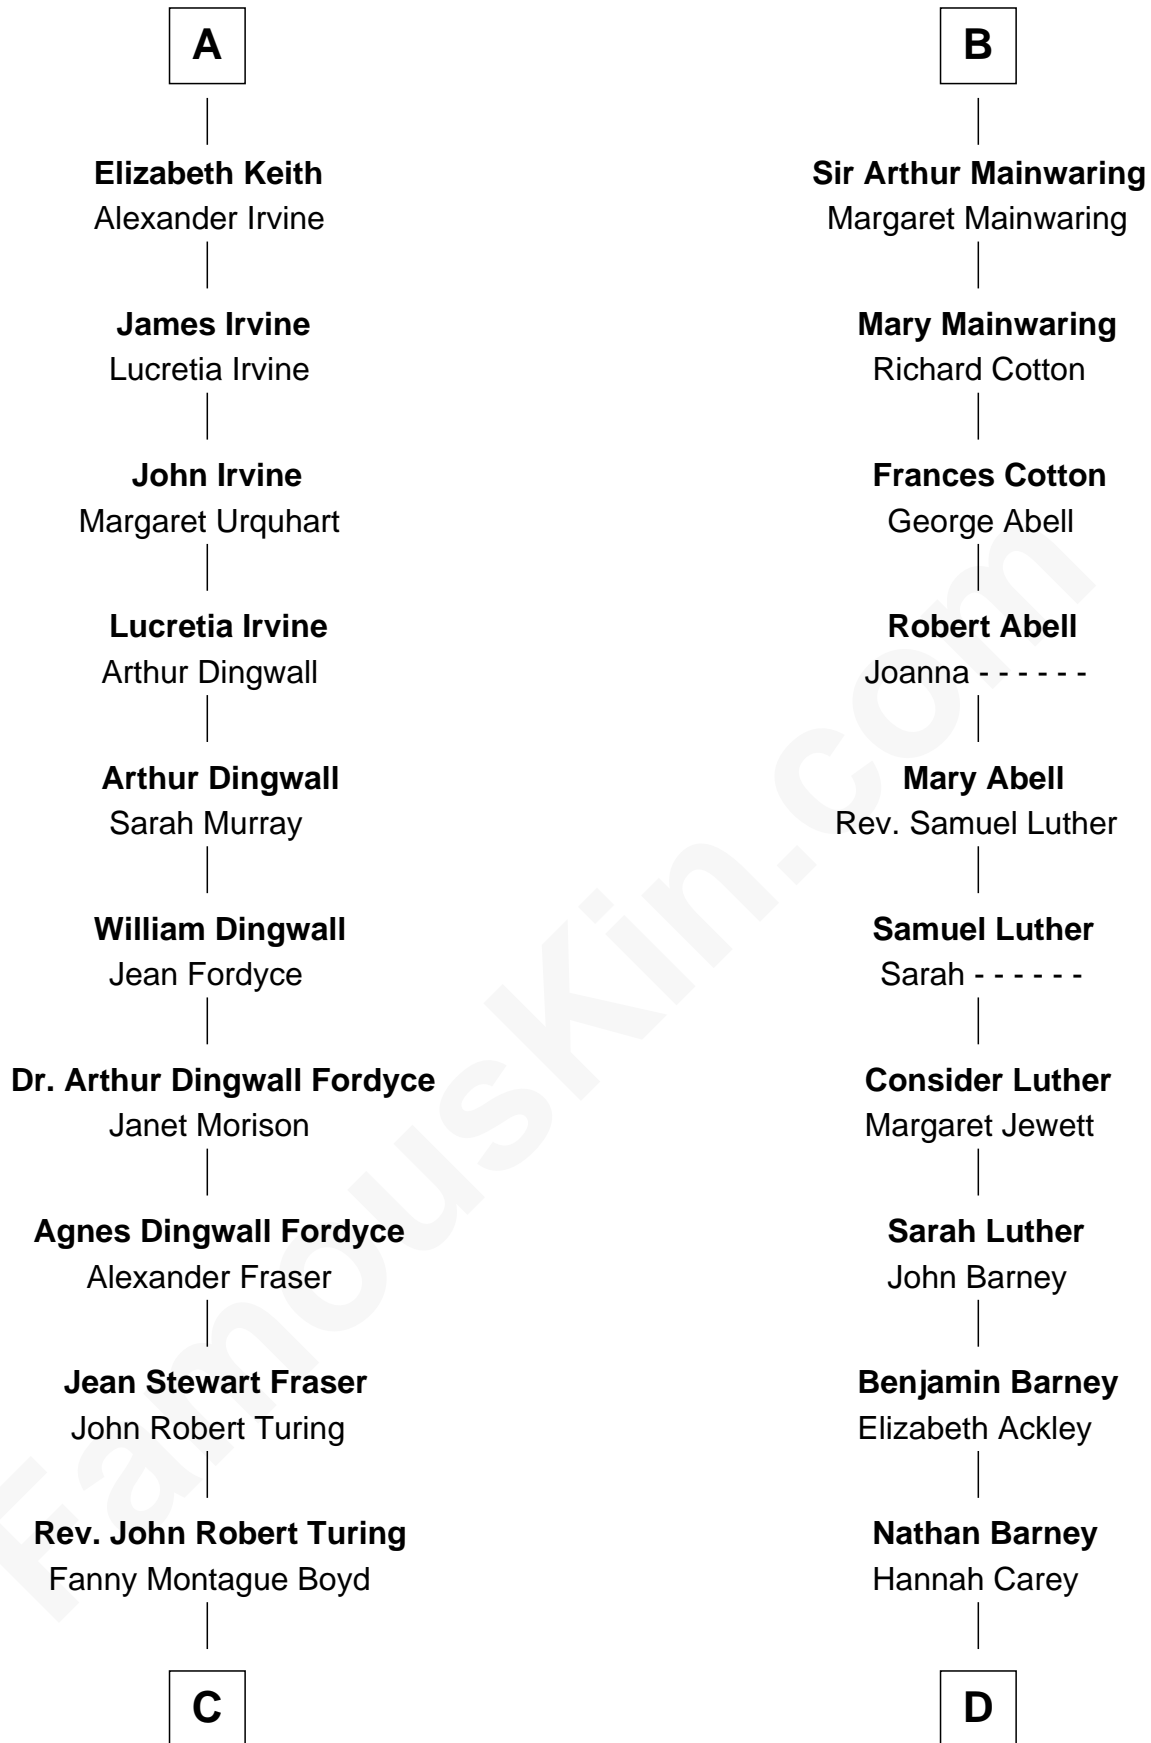 A
Elizabeth Keith
Alexander Irvine
James Irvine
Lucretia Irvine
John Irvine
Margaret Urquhart
Lucretia Irvine
Arthur Dingwall
Arthur Dingwall
Sarah Murray
William Dingwall
Jean Fordyce
Dr. Arthur Dingwall Fordyce
Janet Morison
Agnes Dingwall Fordyce
Alexander Fraser
Jean Stewart Fraser
John Robert Turing
Rev. John Robert Turing
Fanny Montague Boyd
C
B
Sir Arthur Mainwaring
Margaret Mainwaring
Mary Mainwaring
Richard Cotton
Frances Cotton
George Abell
Robert Abell
Joanna - - - - - -
Mary Abell
Rev. Samuel Luther
Samuel Luther
Sarah - - - - - -
Consider Luther
Margaret Jewett
Sarah Luther
John Barney
Benjamin Barney
Elizabeth Ackley
Nathan Barney
Hannah Carey
D
FamousKin.com